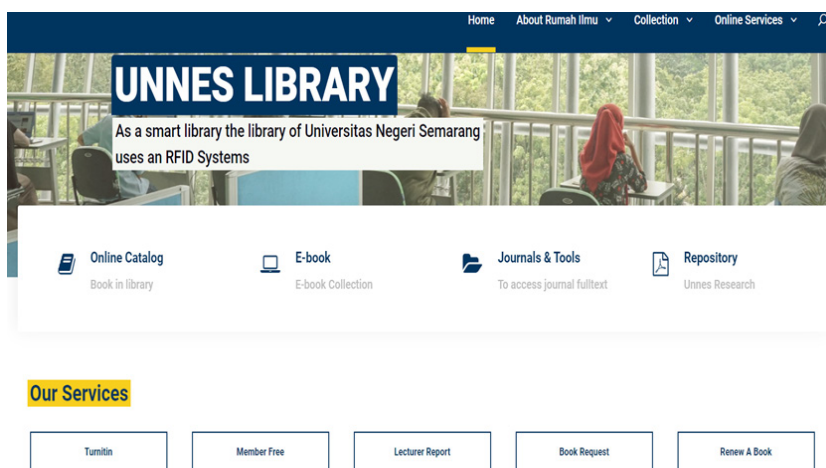 Home About Rumah Ilmu Collection Online Services
UNNES LIBRARY
As a smart library the library of Universitas Negeri Semarang
uses an RFID Systems
Online Catalog E-book Journals & Tools Repository
Book in library E-book Collection To access journal fulltext Unnes Research
Our Services
Turnitin Member Free Lecturer Report Book Request Renew A Book